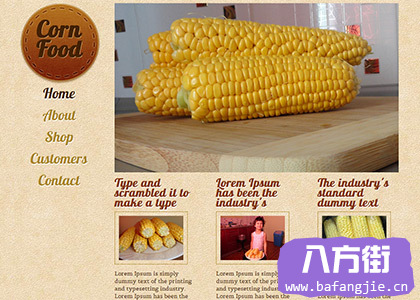 Corn
Food
Home
About
Shop
Customers
Contact
Type and
scrambled it to
make a type
Lorem Ipsum
has been the
industry's
The industry's
standard
dummy text
Lorem Ipsum is simply
dummy text of the printing
and typesetting industry.
Lorem Ipsum has been the
Lorem Ipsum is simply
dummy text of the printing
and typesetting industry.
Lorem Ipsum has been the
Lorem Ipsum is simply
八方街
www.bafangjie.cn